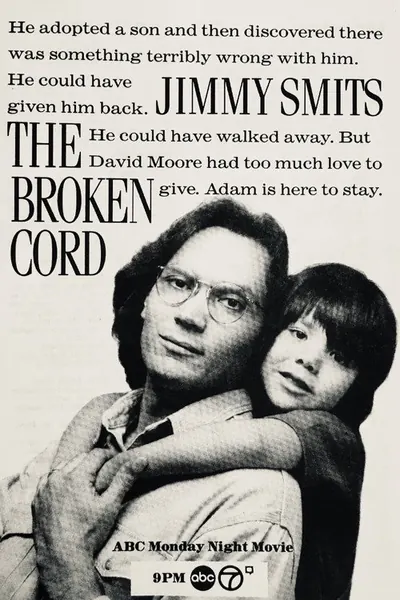 He adopted a son and then discovered there
was something terribly wrong with him.
He could have
given him back. JIMMY SMITS
THE He could have walked away. But
David Moore had too much love to
BROKEN give. Adam is here to stay.
CORD
ABC Monday Night Movie
9PM abc 7